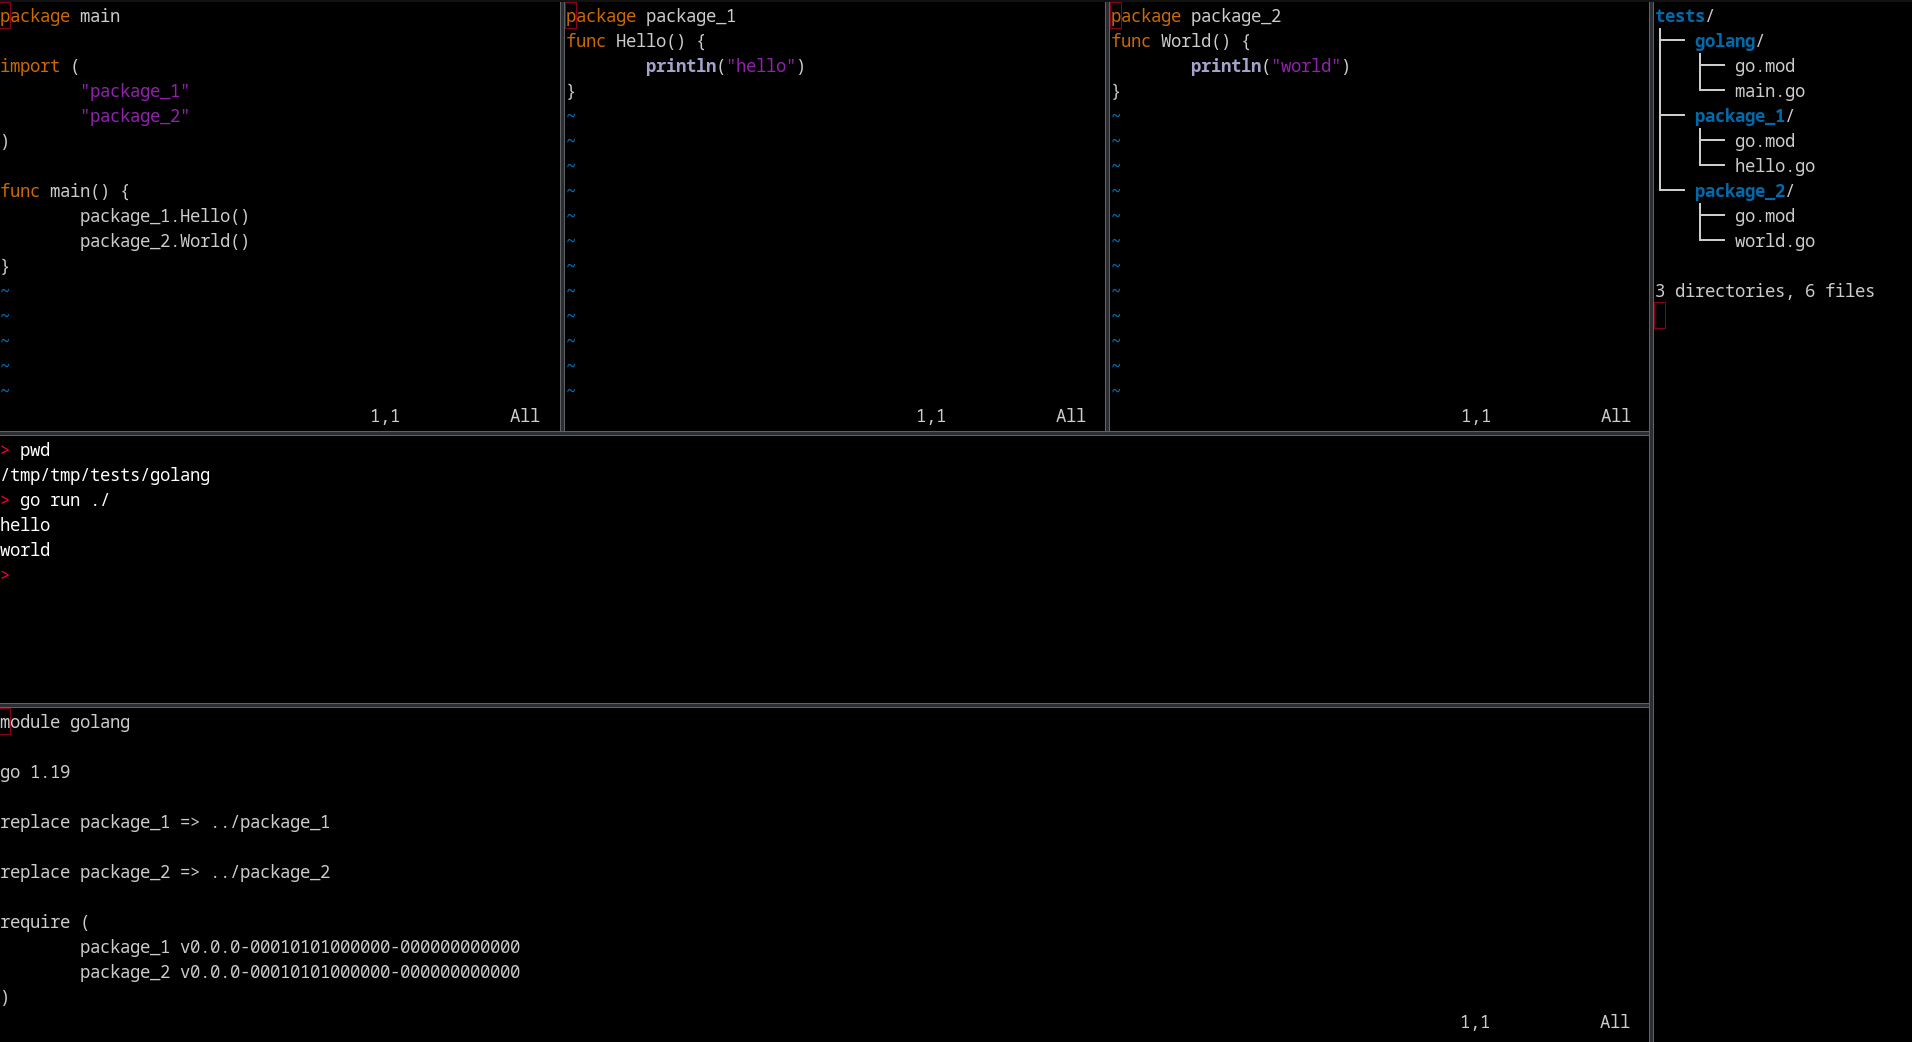 package main

import (
        "package_1"
        "package_2"
)

func main() {
        package_1.Hello()
        package_2.World()
}
~
~
~
~
~
1,1 All
package package_1
func Hello() {
        println("hello")
}
~
~
~
~
~
~
~
~
~
~
~
~
1,1 All
package package_2
func World() {
        println("world")
}
~
~
~
~
~
~
~
~
~
~
~
~
1,1 All
tests/
├── golang/
│   ├── go.mod
│   └── main.go
├── package_1/
│   ├── go.mod
│   └── hello.go
└── package_2/
    ├── go.mod
    └── world.go

3 directories, 6 files
> pwd
/tmp/tmp/tests/golang
> go run ./
hello
world
>
module golang

go 1.19

replace package_1 => ../package_1

replace package_2 => ../package_2

require (
        package_1 v0.0.0-00010101000000-000000000000
        package_2 v0.0.0-00010101000000-000000000000
)
1,1 All